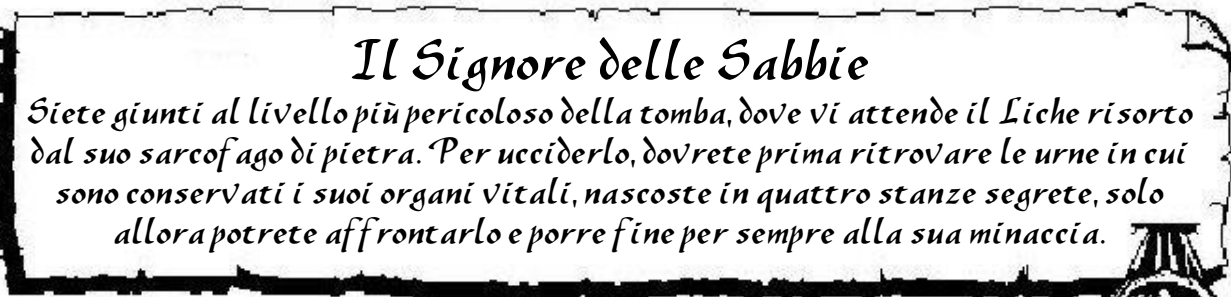 Il Signore delle Sabbie
Siete giunti al livello più pericoloso della tomba, dove vi attende il Liche risorto
dal suo sarcofago di pietra. Per ucciderlo, dovrete prima ritrovare le urne in cui
sono conservati i suoi organi vitali, nascoste in quattro stanze segrete, solo
allora potrete affrontarlo e porre fine per sempre alla sua minaccia.